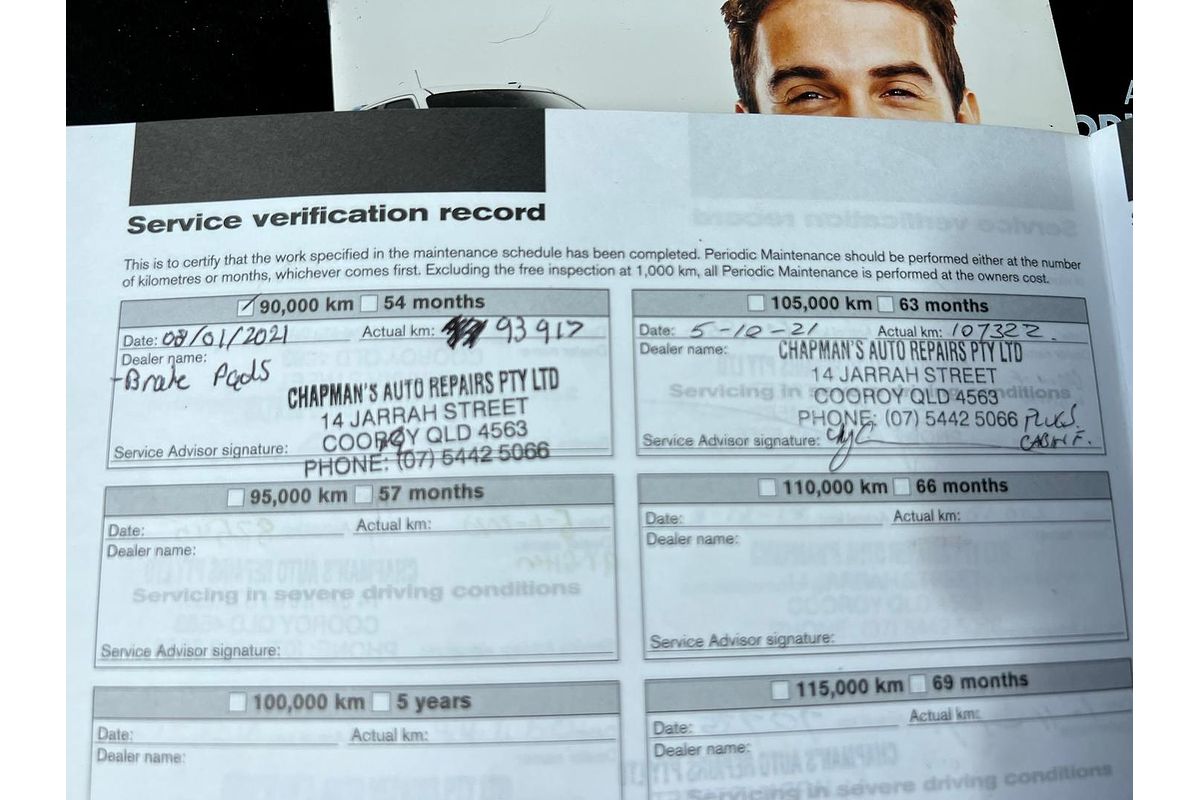 Service verification record
This is to certify that the work specified in the maintenance schedule has been completed. Periodic Maintenance should be performed either at the number
of kilometres or months, whichever comes first. Excluding the free inspection at 1,000 km, all Periodic Maintenance is performed at the owners cost.
90,000 km 54 months
Date: 08/01/2021 Actual km: 93917
Dealer name:
- Brake Pads
CHAPMAN'S AUTO REPAIRS PTY LTD
14 JARRAH STREET
COOROY QLD 4563
Service Advisor signature:
PHONE: (07) 5442 5066
105,000 km 63 months
Date: 5-10-21 Actual km: 107322.
Dealer name:
CHAPMAN'S AUTO REPAIRS PTY LTD
14 JARRAH STREET
Servicing in severe driving conditions
COOROY QLD 4563
PHONE: (07) 5442 5066
Service Advisor signature:
CABIN F.
95,000 km 57 months
Date: Actual km:
Dealer name:
Servicing in severe driving conditions
Service Advisor signature:
110,000 km 66 months
Date: Actual km:
Dealer name:
Service Advisor signature:
100,000 km 5 years
Date: Actual km:
Dealer name:
115,000 km 69 months
Date: Actual km:
Dealer name:
Servicing in severe driving conditions